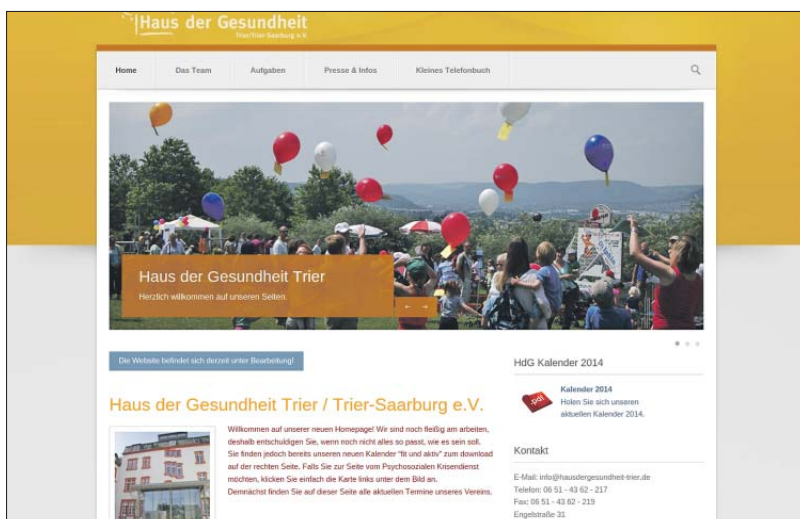 Haus der Gesundheit
Trier/Trier-Saarburg e.V.
Home
Das Team
Aufgaben
Presse & Infos
Kleines Telefonbuch
Haus der Gesundheit Trier
Herzlich willkommen auf unseren Seiten.
Die Website befindet sich derzeit unter Bearbeitung!
Haus der Gesundheit Trier / Trier-Saarburg e.V.
Willkommen auf unserer neuen Homepage! Wir sind noch fleißig am arbeiten,
deshalb entschuldigen Sie, wenn noch nicht alles so passt, wie es sein soll.
Sie finden jedoch bereits unseren neuen Kalender "fit und aktiv" zum download
auf der rechten Seite. Falls Sie zur Seite vom Psychosozialen Krisendienst
möchten, klicken Sie einfach die Karte links unter dem Bild an.
Demnächst finden Sie auf dieser Seite alle aktuellen Termine unseres Vereins.
HdG Kalender 2014
.pdf
Kalender 2014
Holen Sie sich unseren
aktuellen Kalender 2014.
Kontakt
E-Mail: info@hausdergesundheit-trier.de
Telefon: 06 51 - 43 62 - 217
Fax: 06 51 - 43 62 - 219
Engelstraße 31